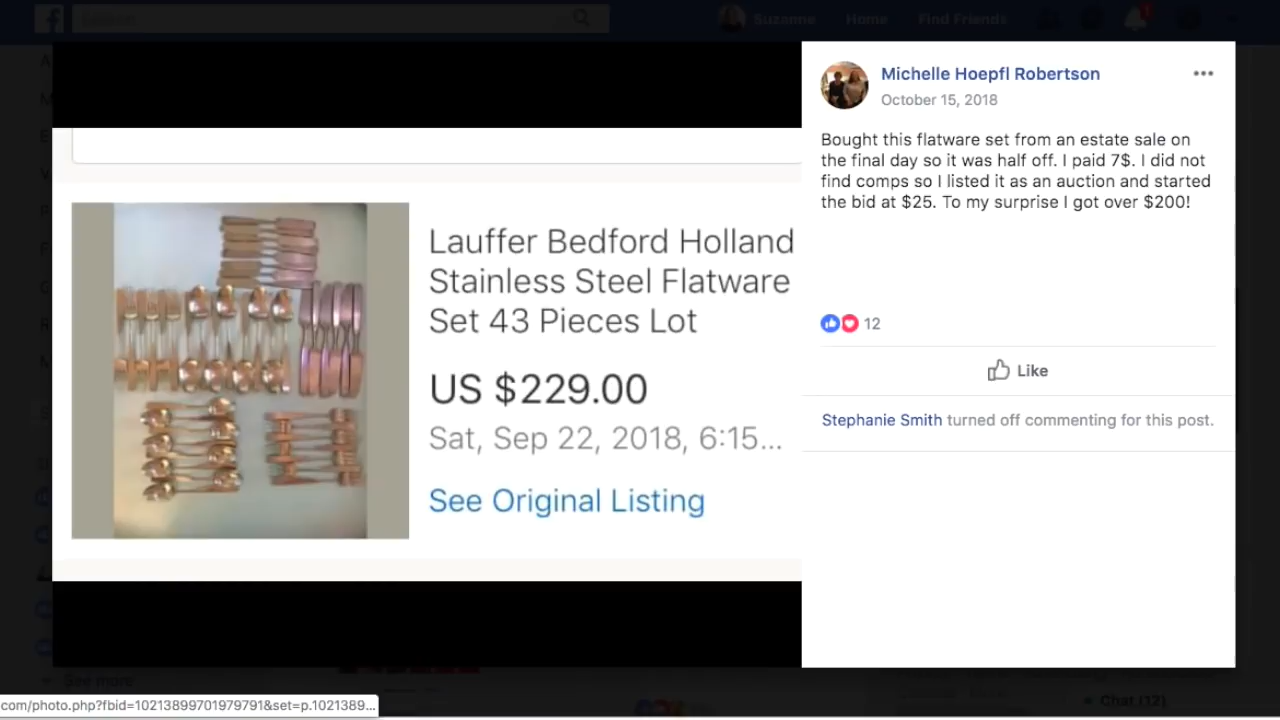 Search
Suzanne
Home
Find Friends
Michelle Hoepfl Robertson
October 15, 2018
Bought this flatware set from an estate sale on
the final day so it was half off. I paid 7$. I did not
find comps so I listed it as an auction and started
the bid at $25. To my surprise I got over $200!
12
Like
Stephanie Smith turned off commenting for this post.
Lauffer Bedford Holland
Stainless Steel Flatware
Set 43 Pieces Lot
US $229.00
Sat, Sep 22, 2018, 6:15...
See Original Listing
See more
Chat (12)
com/photo.php?fbid=10213899701979791&set=p.1021389...